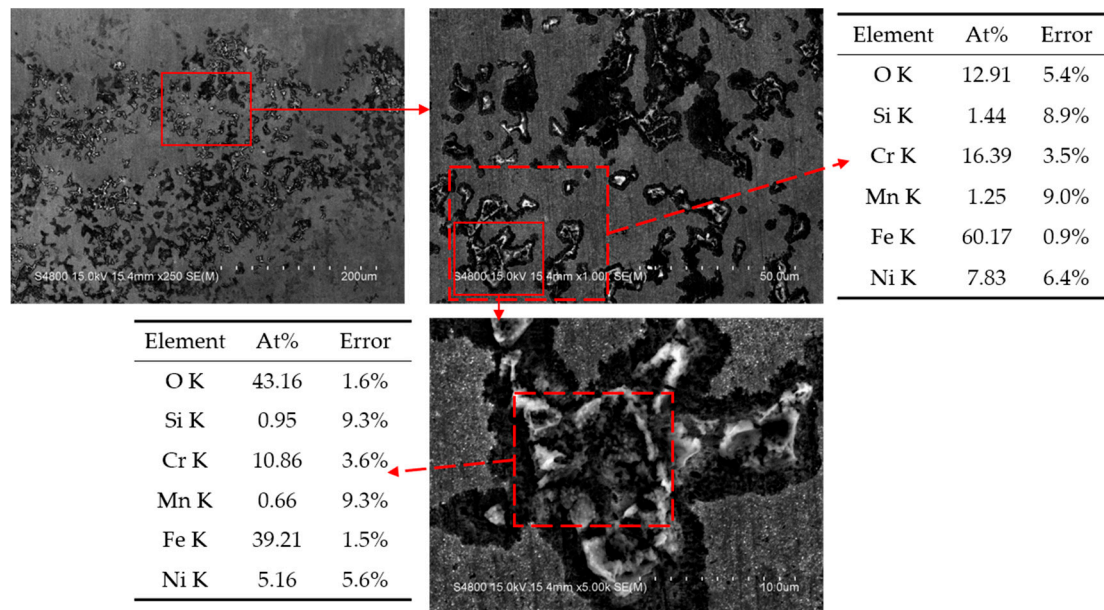 S4800 15.0kV 15.4mm x250 SE(M) 200um
S4800 15.0kV 15.4mm x1.00k SE(M) 50.0um
Element At% Error
O K 12.91 5.4%
Si K 1.44 8.9%
Cr K 16.39 3.5%
Mn K 1.25 9.0%
Fe K 60.17 0.9%
Ni K 7.83 6.4%
Element At% Error
O K 43.16 1.6%
Si K 0.95 9.3%
Cr K 10.86 3.6%
Mn K 0.66 9.3%
Fe K 39.21 1.5%
Ni K 5.16 5.6%
S4800 15.0kV 15.4mm x5.00k SE(M) 10.0um